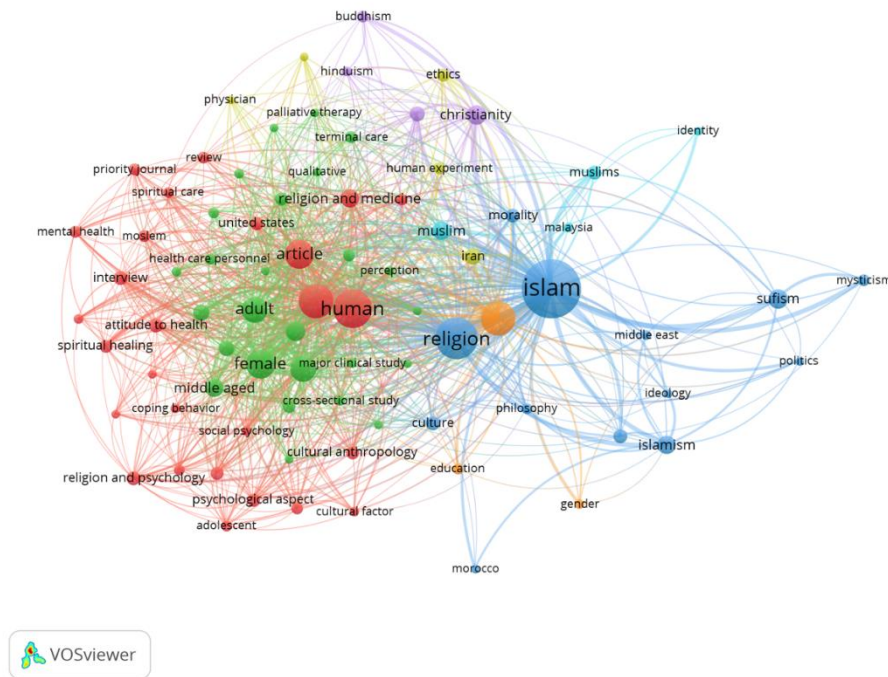 buddhism
hinduism
ethics
physician
palliative therapy
christianity
terminal care
identity
review
priority journal
qualitative
human experiment
muslims
spiritual care
religion and medicine
morality
mental health
moslem
united states
muslim
malaysia
article
health care personnel
perception
iran
interview
islam
mysticism
sufism
adult
human
attitude to health
spiritual healing
religion
middle east
female
major clinical study
politics
middle aged
cross-sectional study
ideology
coping behavior
philosophy
social psychology
culture
islamism
cultural anthropology
education
religion and psychology
psychological aspect
gender
cultural factor
adolescent
morocco
VOSviewer